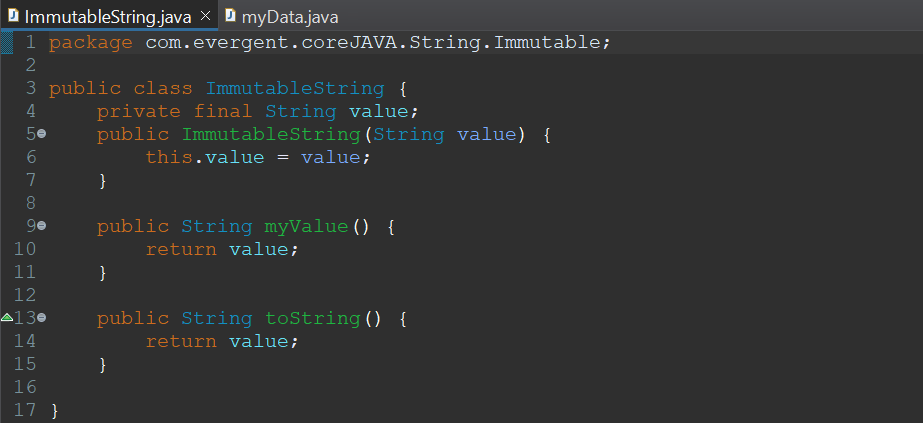 ImmutableString.java myData.java
1 package com.evergent.coreJAVA.String.Immutable;
2
3 public class ImmutableString {
4     private final String value;
5     public ImmutableString(String value) {
6         this.value = value;
7     }
8
9     public String myValue() {
10         return value;
11     }
12
13     public String toString() {
14         return value;
15     }
16
17 }